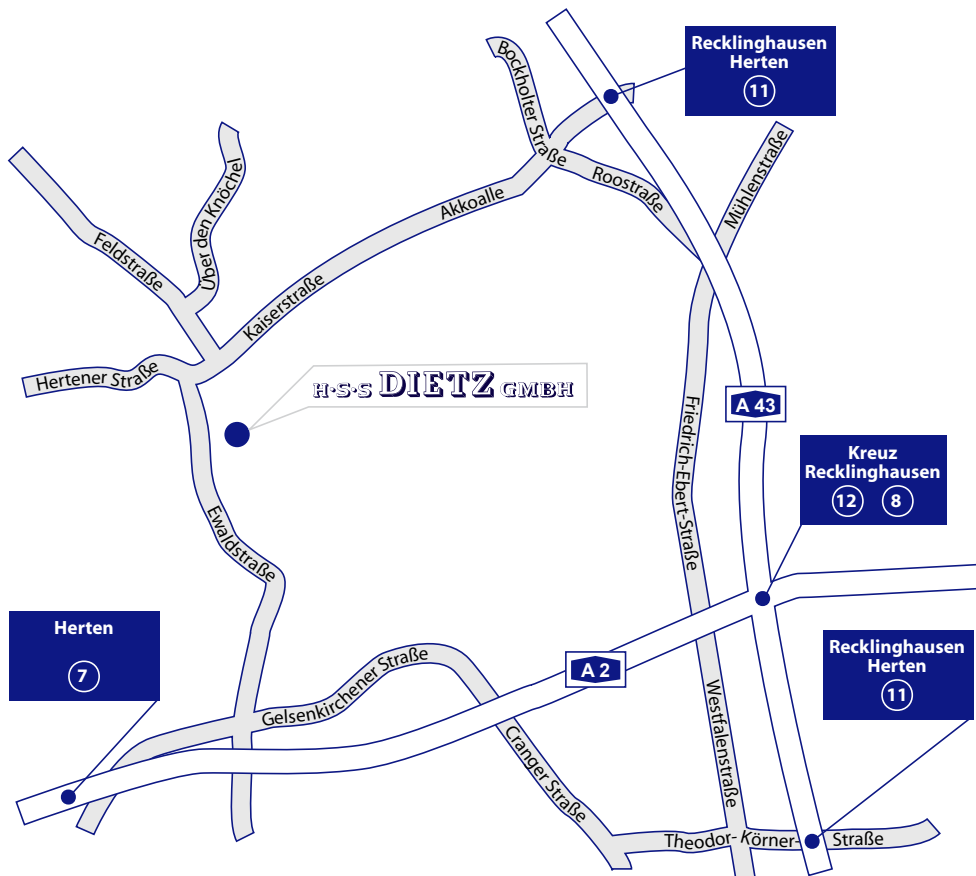 Recklinghausen
Herten
11
Bockholter Straße
Roostraße
Mühlenstraße
Akkoalle
Über den Knöchel
Feldstraße
Kaiserstraße
Hertener Straße
H·S·S DIETZ GMBH
A 43
Friedrich-Ebert-Straße
Kreuz
Recklinghausen
12 8
Ewaldstraße
Herten
7
Recklinghausen
Herten
11
A 2
Gelsenkirchener Straße
Westfalenstraße
Cranger Straße
Theodor-Körner-Straße